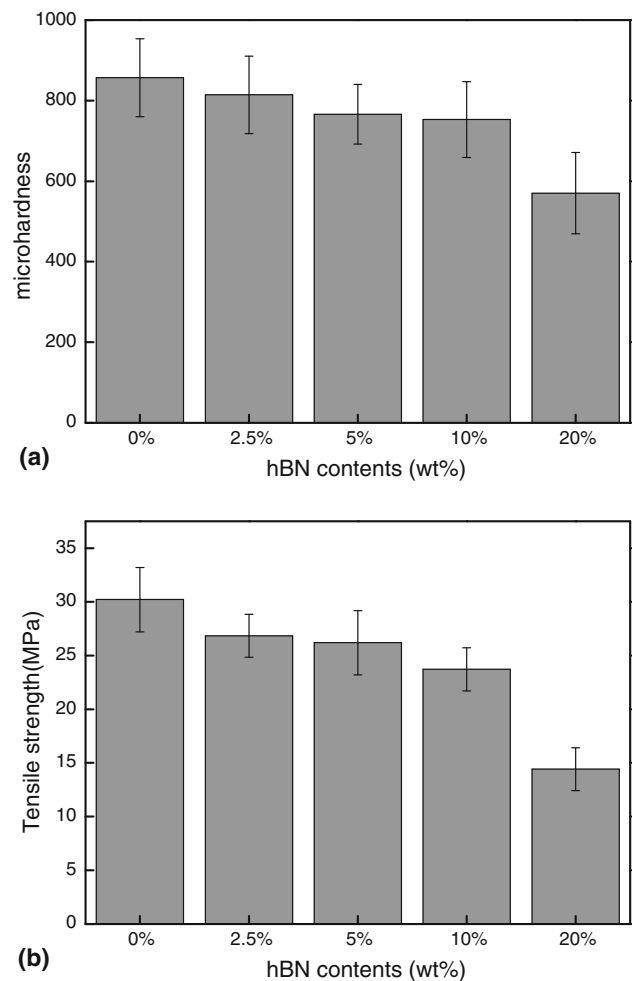 1000
800
600
400
200
0
microhardness
0% 2.5% 5% 10% 20%
(a)
hBN contents (wt%)
35
30
25
20
15
10
5
0
Tensile strength(MPa)
0% 2.5% 5% 10% 20%
(b)
hBN contents (wt%)